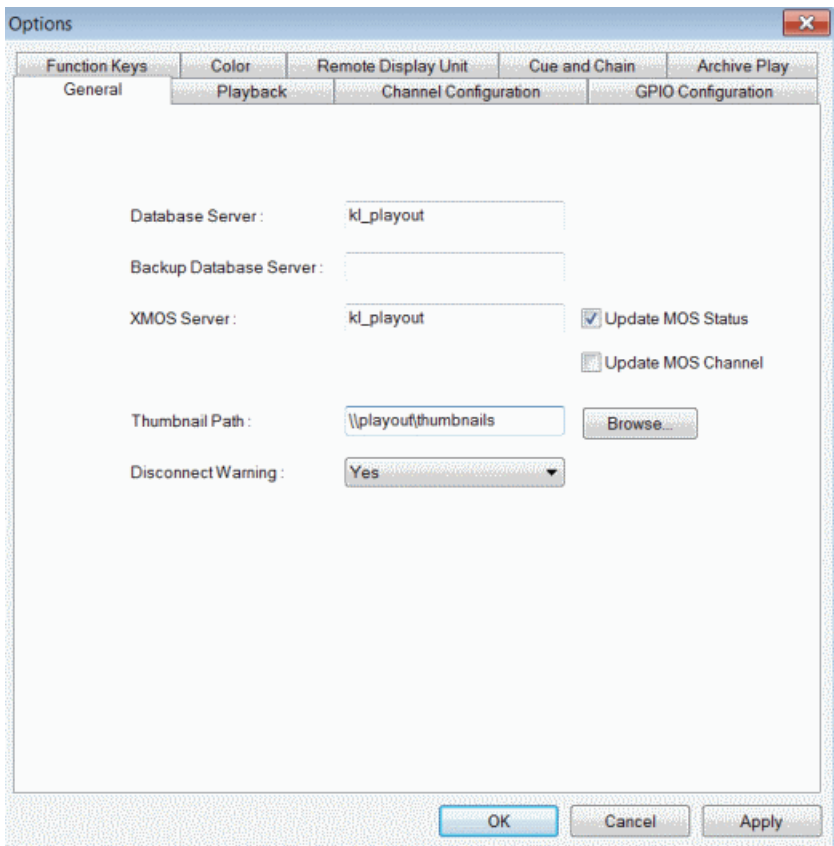 Options
Function Keys Color Remote Display Unit Cue and Chain Archive Play
General Playback Channel Configuration GPIO Configuration
Database Server : kl_playout
Backup Database Server :
XMOS Server : kl_playout Update MOS Status
Update MOS Channel
Thumbnail Path : \\playout\thumbnails Browse...
Disconnect Warning : Yes
OK Cancel Apply